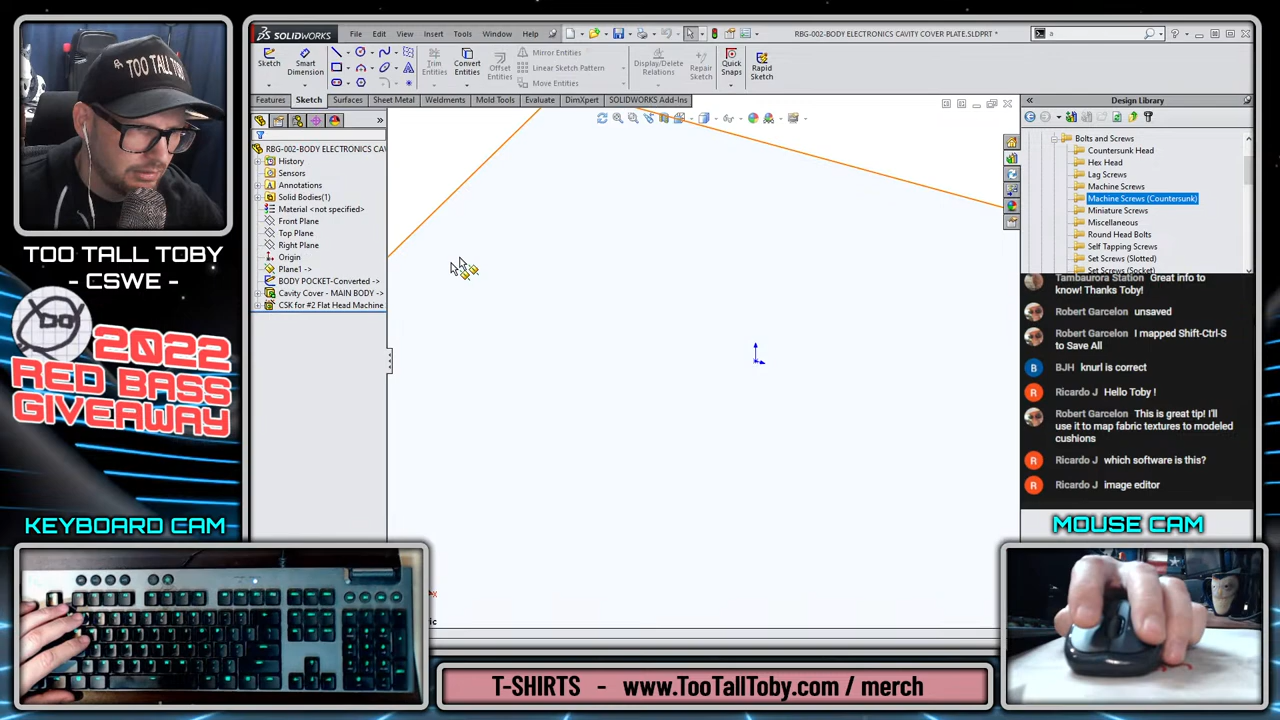 TOO TALL TOBY
TOO TALL TOBY
- CSWE -
2022
RED BASS
GIVEAWAY
KEYBOARD CAM
SOLIDWORKS
File
Edit
View
Insert
Tools
Window
Help
RBG-002-BODY ELECTRONICS CAVITY COVER PLATE.SLDPRT *
a
Sketch
Smart
Dimension
Trim
Entities
Convert
Entities
Offset
Entities
Mirror Entities
Linear Sketch Pattern
Move Entities
Display/Delete
Relations
Repair
Sketch
Quick
Snaps
Rapid
Sketch
Features
Sketch
Surfaces
Sheet Metal
Weldments
Mold Tools
Evaluate
DimXpert
SOLIDWORKS Add-Ins
RBG-002-BODY ELECTRONICS CAV
History
Sensors
Annotations
Solid Bodies(1)
Material <not specified>
Front Plane
Top Plane
Right Plane
Origin
Plane1 ->
BODY POCKET-Converted ->
Cavity Cover - MAIN BODY ->
CSK for #2 Flat Head Machine
ric
Design Library
Bolts and Screws
Countersunk Head
Hex Head
Lag Screws
Machine Screws
Machine Screws (Countersunk)
Miniature Screws
Miscellaneous
Round Head Bolts
Self Tapping Screws
Set Screws (Slotted)
Set Screws (Socket)
Tambaurora Station Great info to
know! Thanks Toby!
Robert Garcelon unsaved
Robert Garcelon I mapped Shift-Ctrl-S
to Save All
B BJH knurl is correct
R Ricardo J Hello Toby !
Robert Garcelon This is great tip! I'll
use it to map fabric textures to modeled
cushions
R Ricardo J which software is this?
R Ricardo J image editor
MOUSE CAM
T-SHIRTS - www.TooTallToby.com / merch